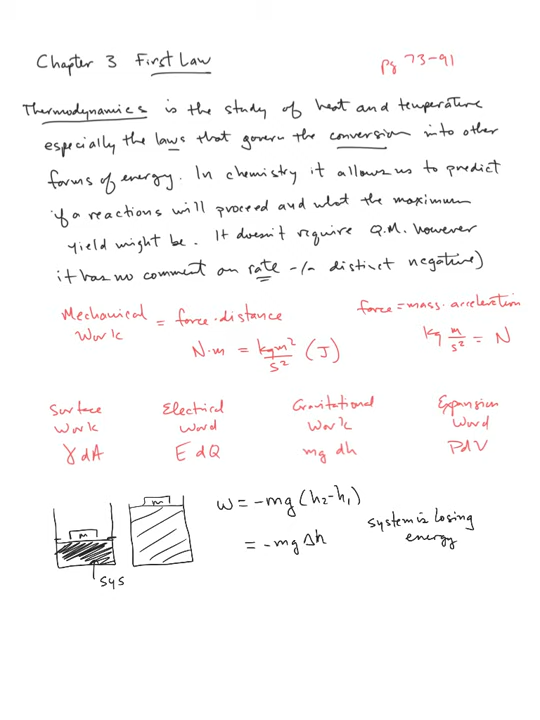 Chapter 3 First Law
pg 73-91
Thermodynamics is the study of heat and temperature
especially the laws that govern the conversion into other
forms of energy. In chemistry it allows us to predict
if a reactions will proceed and what the maximum
yield might be. It doesn't require Q.M. however
it has no comment on rate -(a distinct negative)
Mechanical Work = force · distance
N·m = kg m²/s² (J)
force = mass · acceleration
kg m/s² = N
Surface Work
γ dA
Electrical Word
E dQ
Gravitational Work
mg dh
Expansion Word
PdV
m
m
sys
w = -mg (h₂-h₁)
= -mg Δh
system is losing
energy